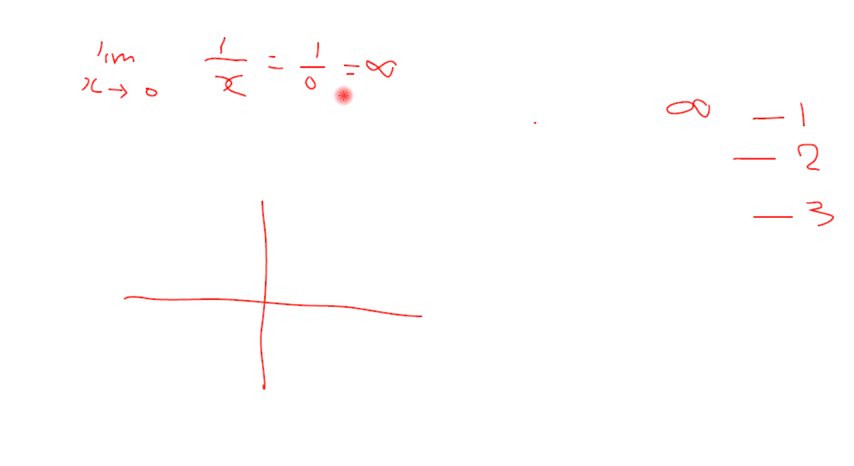 lim x→0 1/x = 1/0 = ∞
∞ — 1
— 2
— 3